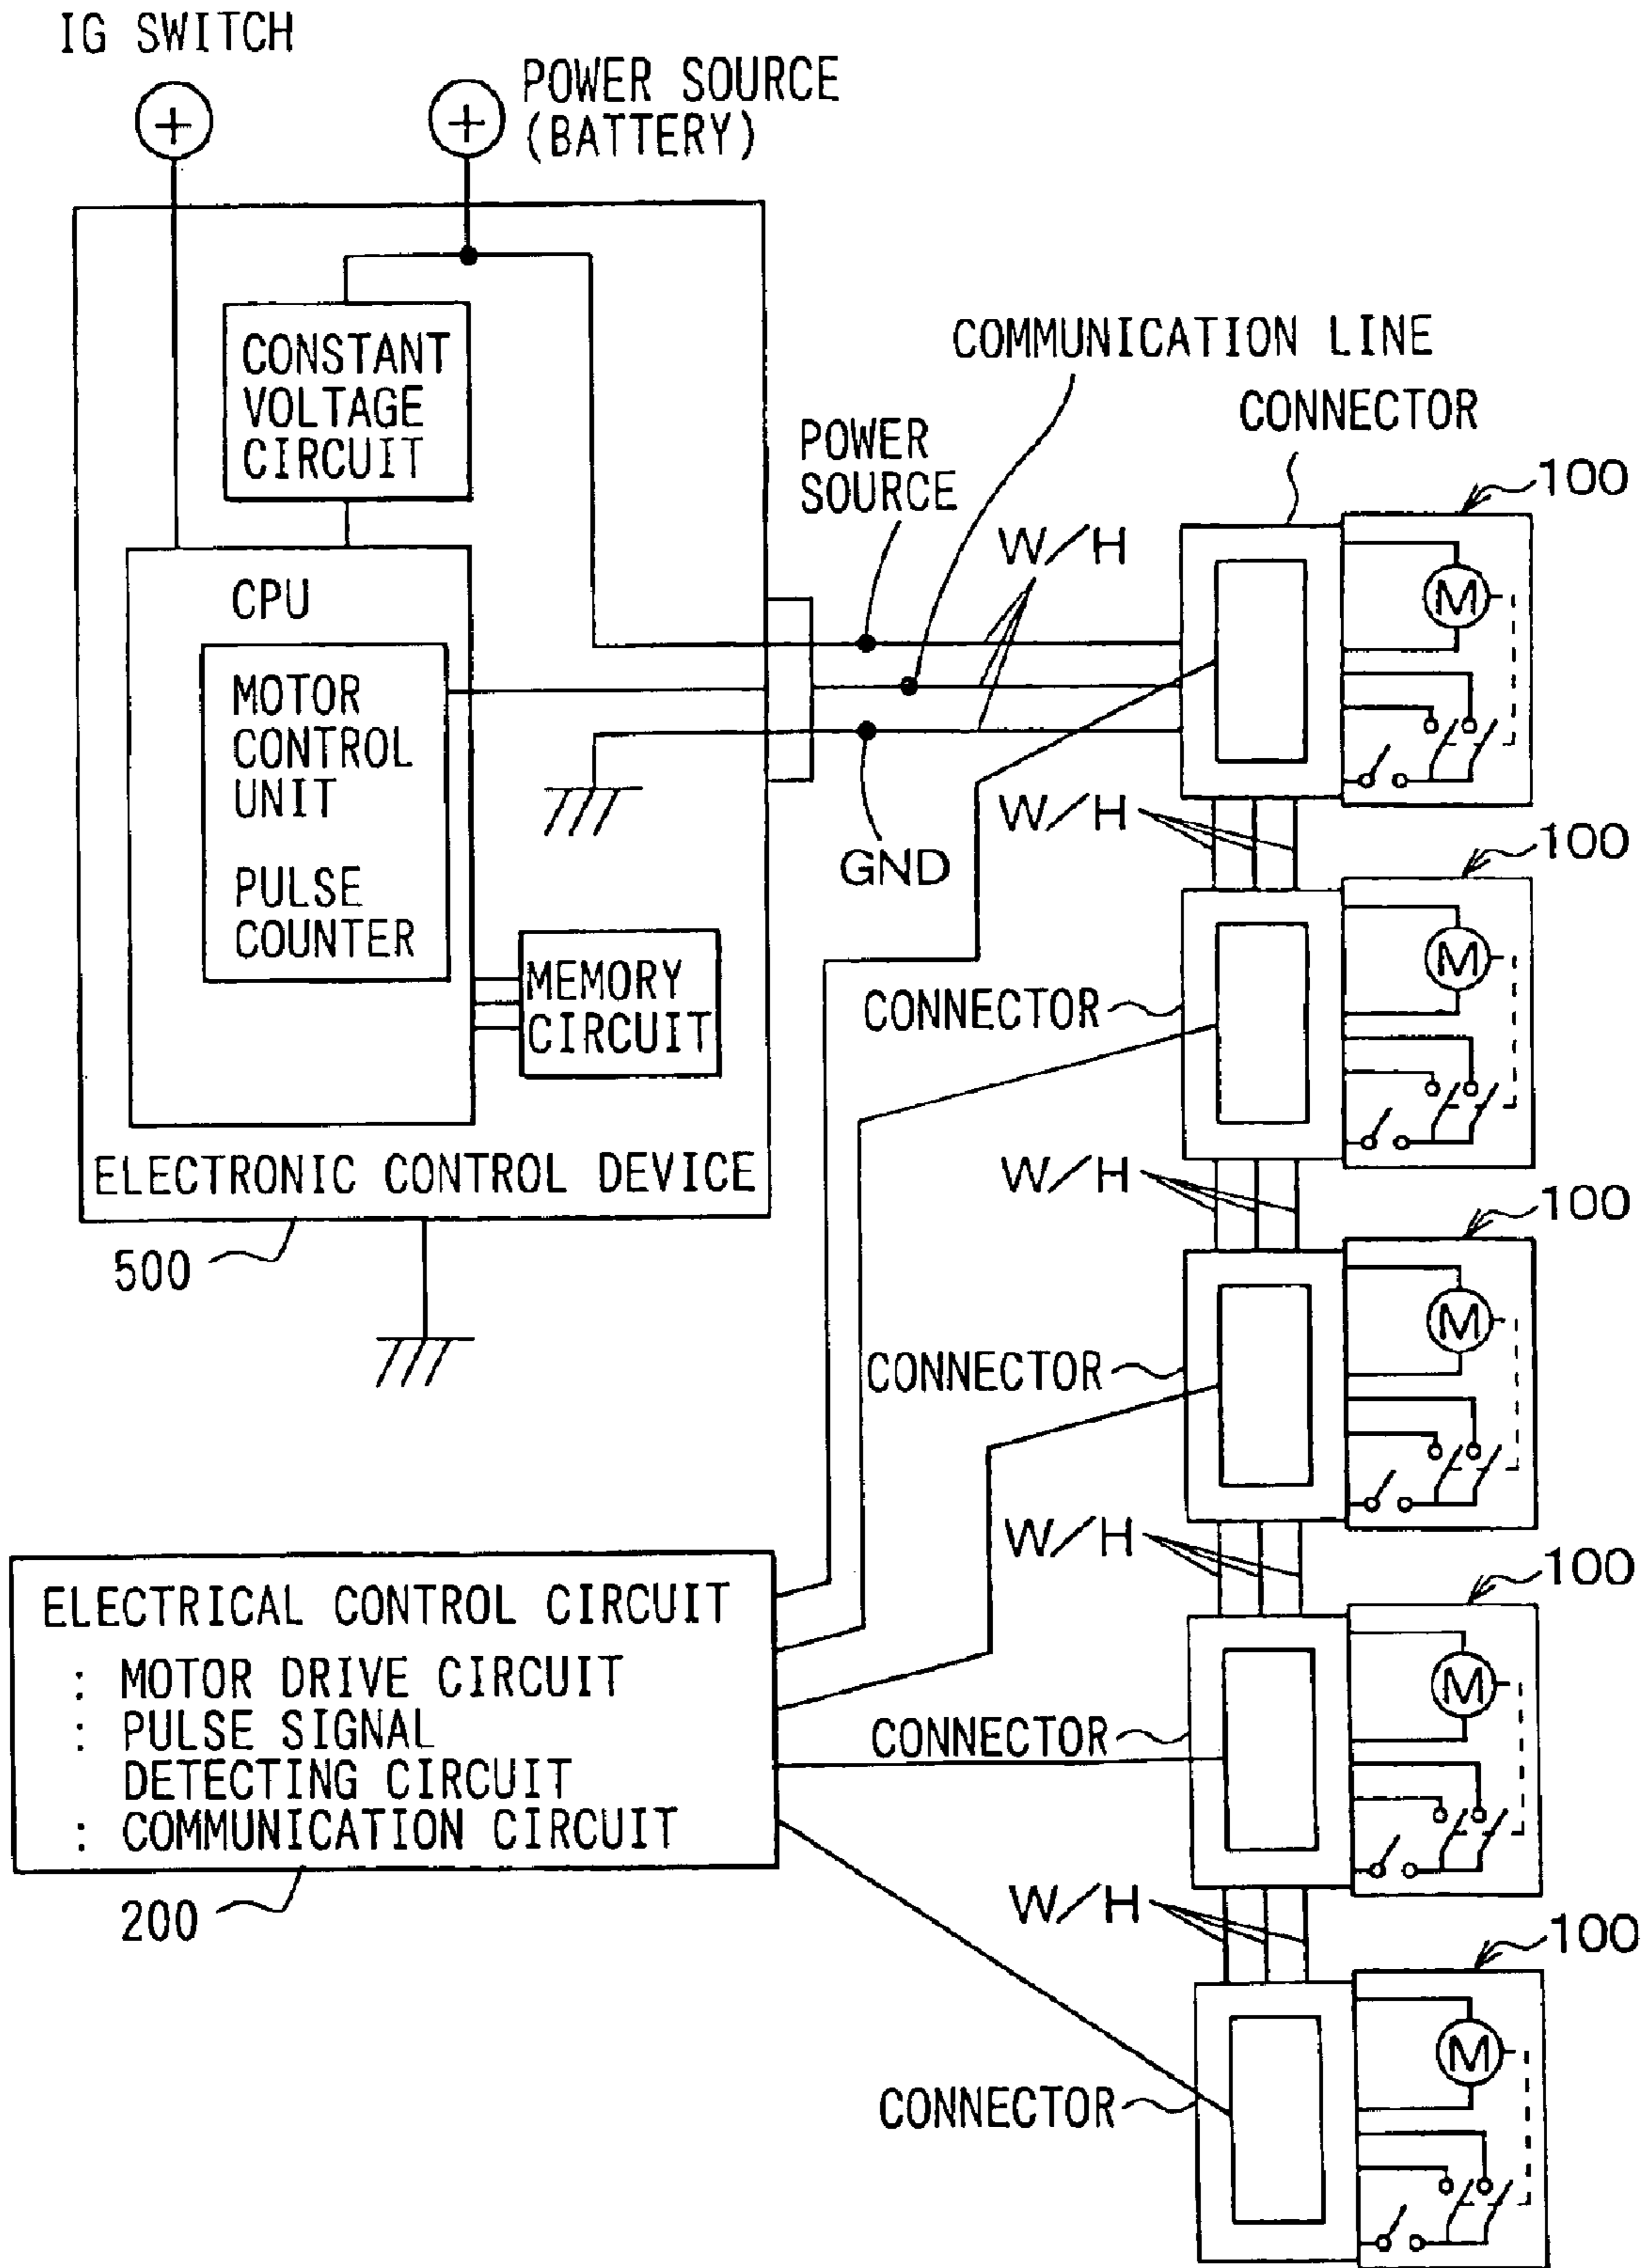 IG SWITCH
+
+
POWER SOURCE
(BATTERY)
CONSTANT
VOLTAGE
CIRCUIT
COMMUNICATION LINE
CONNECTOR
POWER
SOURCE
W/H
100
M
CPU
MOTOR
CONTROL
UNIT
PULSE
COUNTER
GND
W/H
100
M
MEMORY
CIRCUIT
CONNECTOR
ELECTRONIC CONTROL DEVICE
500
W/H
100
M
CONNECTOR
W/H
100
M
ELECTRICAL CONTROL CIRCUIT
: MOTOR DRIVE CIRCUIT
: PULSE SIGNAL
DETECTING CIRCUIT
: COMMUNICATION CIRCUIT
200
CONNECTOR
W/H
100
M
CONNECTOR